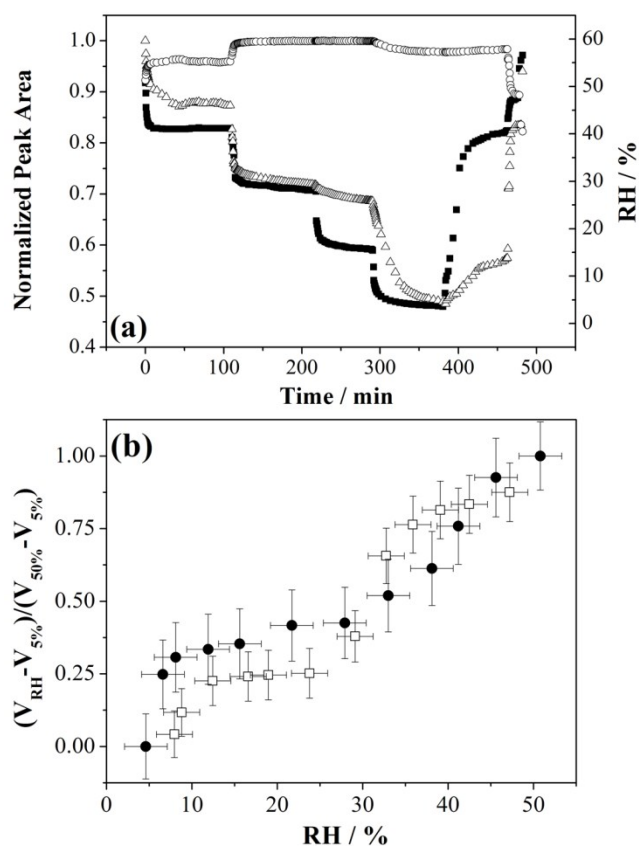 1.0
0.9
0.8
0.7
0.6
0.5
0.4
Normalized Peak Area
60
50
40
30
20
10
0
RH / %
(a)
0 100 200 300 400 500
Time / min
(b)
1.00
0.75
0.50
0.25
0.00
(V_RH-V_5%)/(V_50%-V_5%)
0 10 20 30 40 50
RH / %